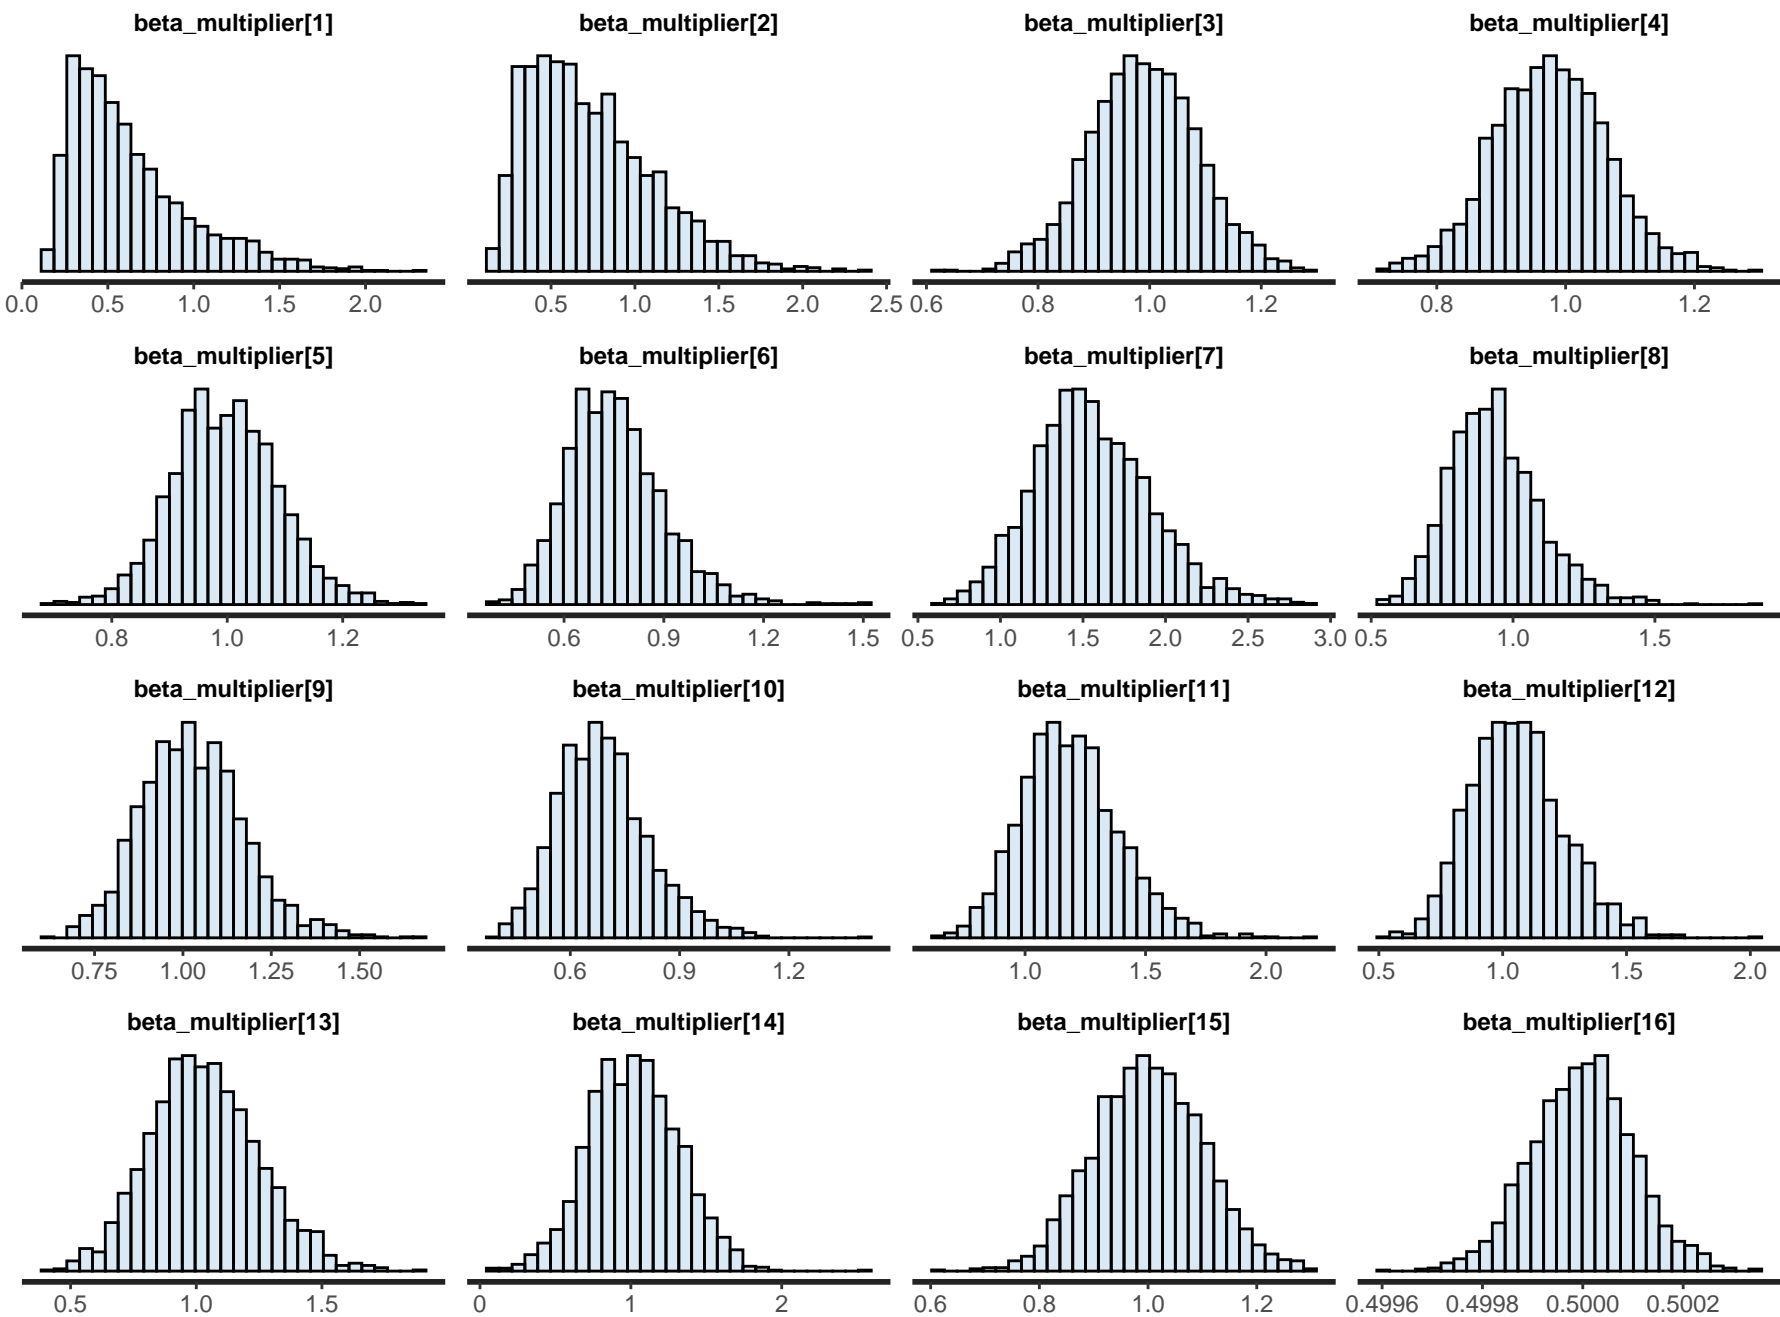 beta_multiplier[1] beta_multiplier[2] beta_multiplier[3] beta_multiplier[4]
0.0 0.5 1.0 1.5 2.0 0.5 1.0 1.5 2.0 2.5 0.6 0.8 1.0 1.2 0.8 1.0 1.2
beta_multiplier[5] beta_multiplier[6] beta_multiplier[7] beta_multiplier[8]
0.8 1.0 1.2 0.6 0.9 1.2 1.5 0.5 1.0 1.5 2.0 2.5 3.0 0.5 1.0 1.5
beta_multiplier[9] beta_multiplier[10] beta_multiplier[11] beta_multiplier[12]
0.75 1.00 1.25 1.50 0.6 0.9 1.2 1.0 1.5 2.0 0.5 1.0 1.5 2.0
beta_multiplier[13] beta_multiplier[14] beta_multiplier[15] beta_multiplier[16]
0.5 1.0 1.5 0 1 2 0.6 0.8 1.0 1.2 0.4996 0.4998 0.5000 0.5002